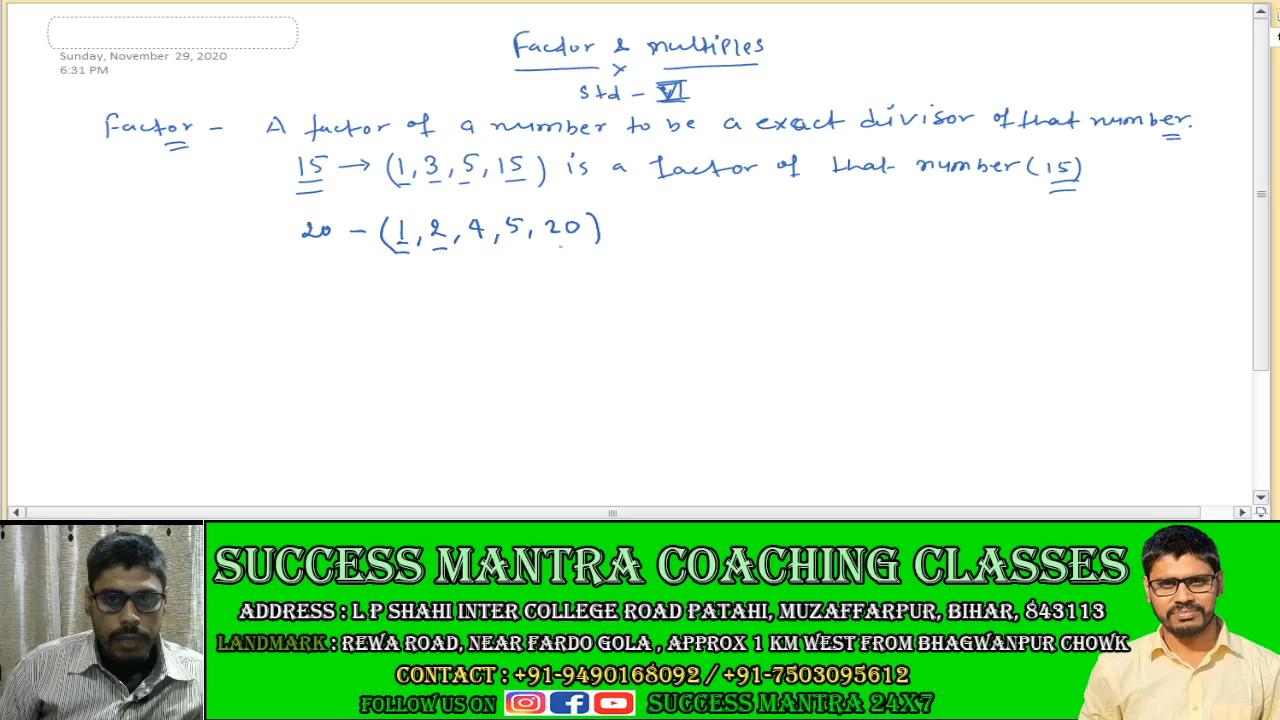 Sunday, November 29, 2020
6:31 PM
Factor & multiples
x
Std - VI
Factor - A factor of a number to be a exact divisor of that number.
15 → (1, 3, 5, 15) is a factor of that number (15)
20 - (1, 2, 4, 5, 20)
SUCCESS MANTRA COACHING CLASSES
ADDRESS : L P SHAHI INTER COLLEGE ROAD PATAHI, MUZAFFARPUR, BIHAR, 843113
LANDMARK : REWA ROAD, NEAR FARDO GOLA , APPROX 1 KM WEST FROM BHAGWANPUR CHOWK
CONTACT : +91-9490168092 / +91-7503095612
FOLLOW US ON SUCCESS MANTRA 24X7